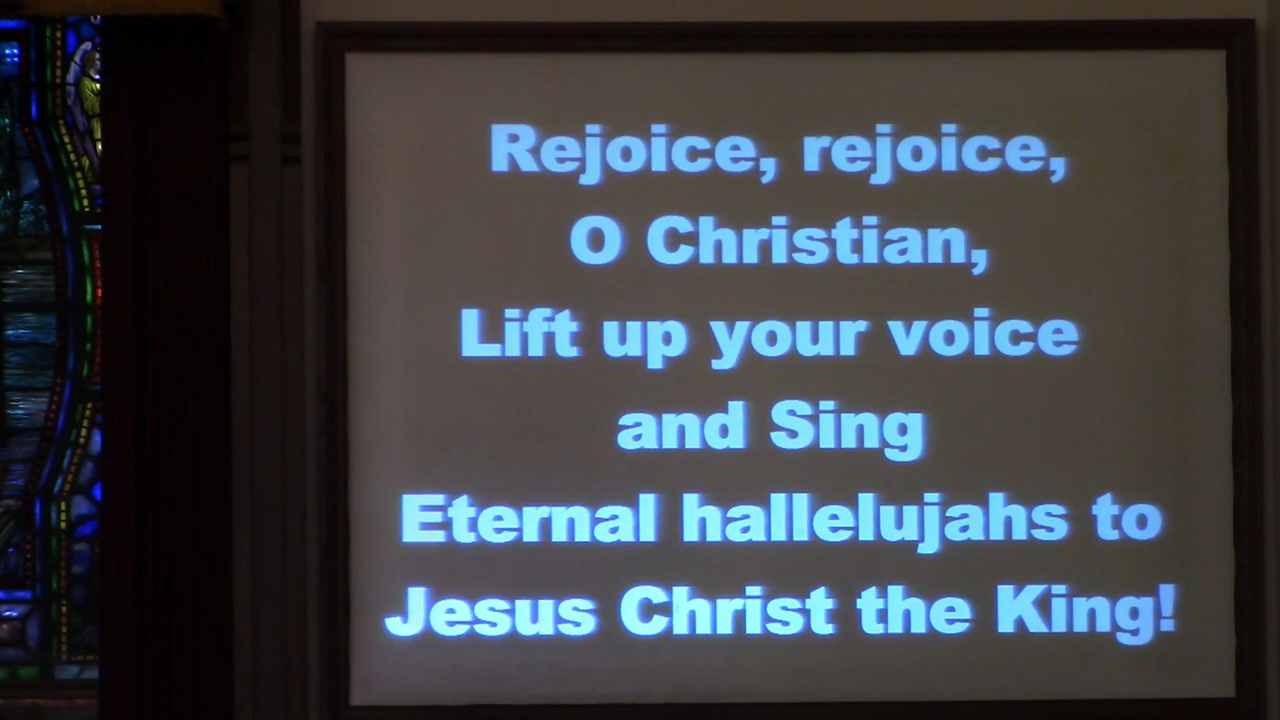 Rejoice, rejoice,
O Christian,
Lift up your voice
and Sing
Eternal hallelujahs to
Jesus Christ the King!